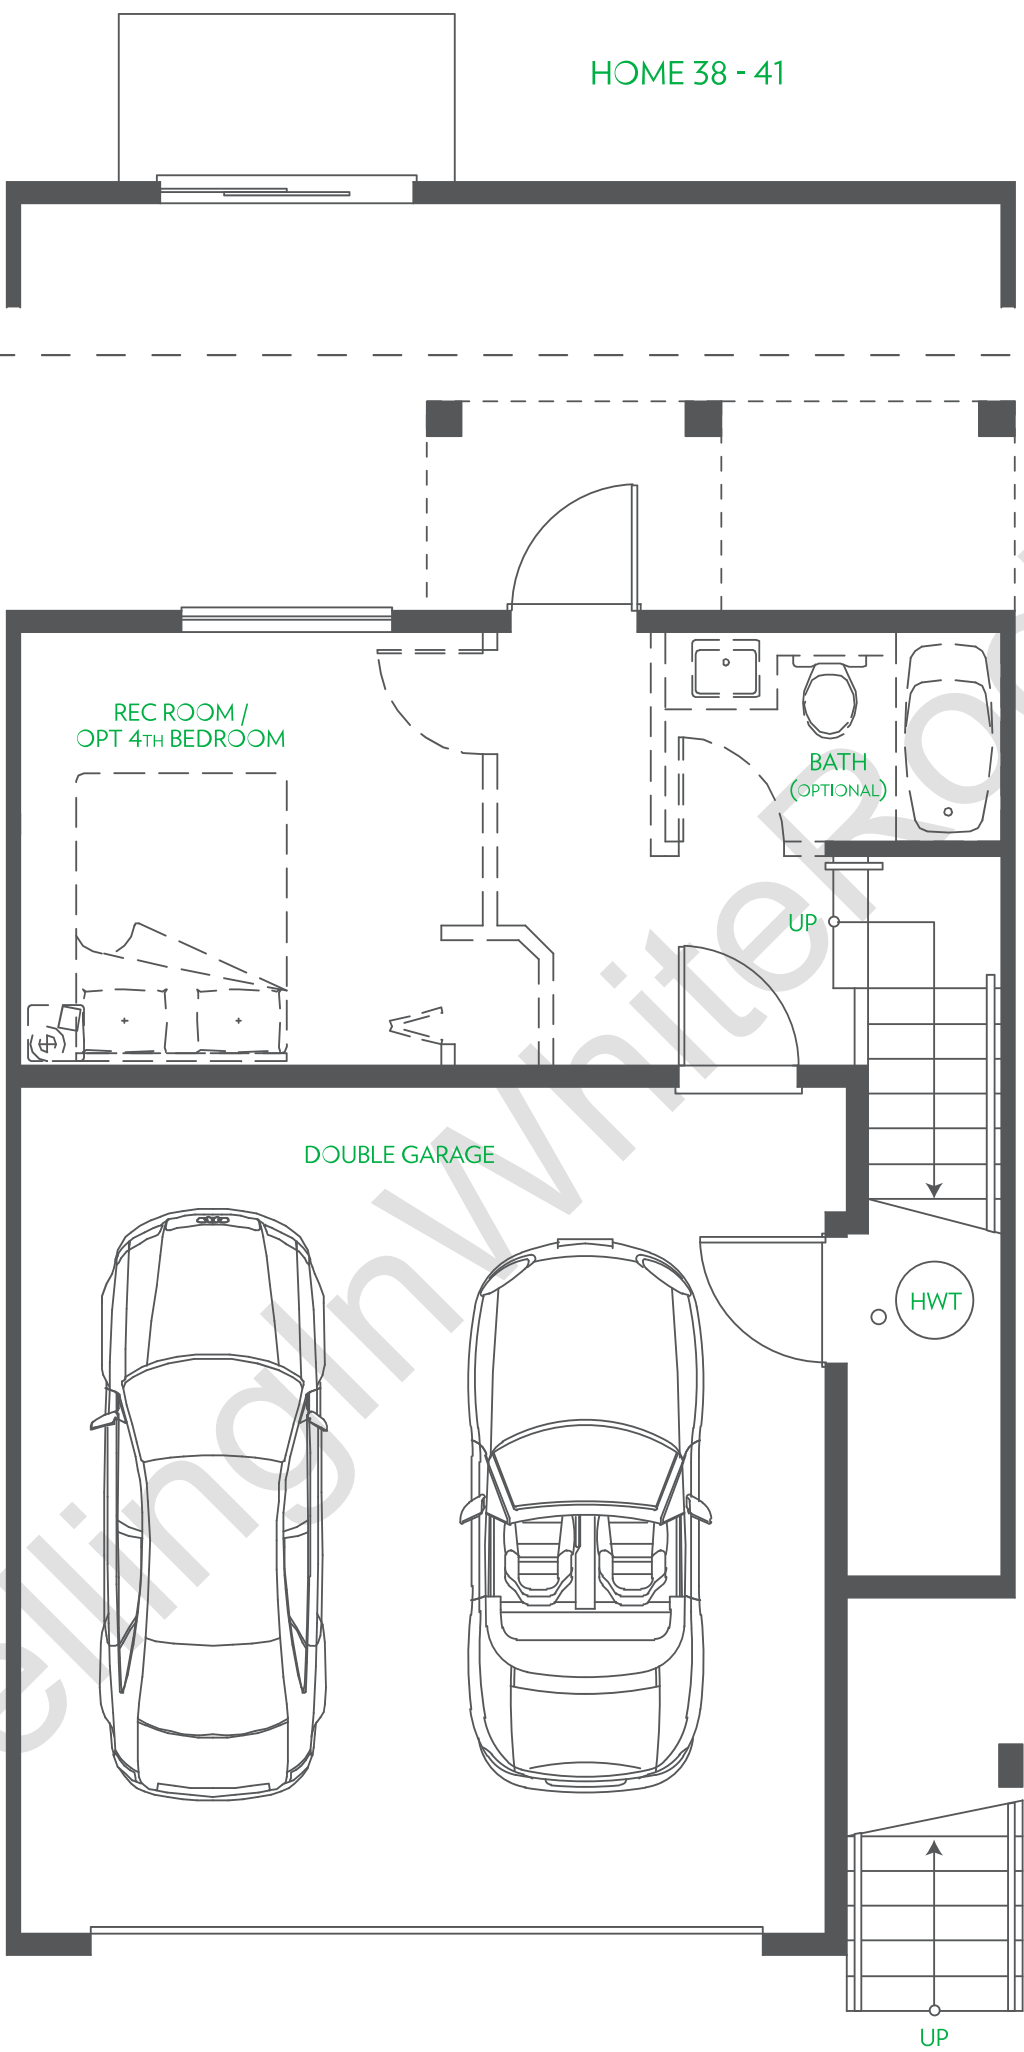 HOME 38 - 41
REC ROOM /
OPT 4TH BEDROOM
BATH
(OPTIONAL)
UP
DOUBLE GARAGE
HWT
UP